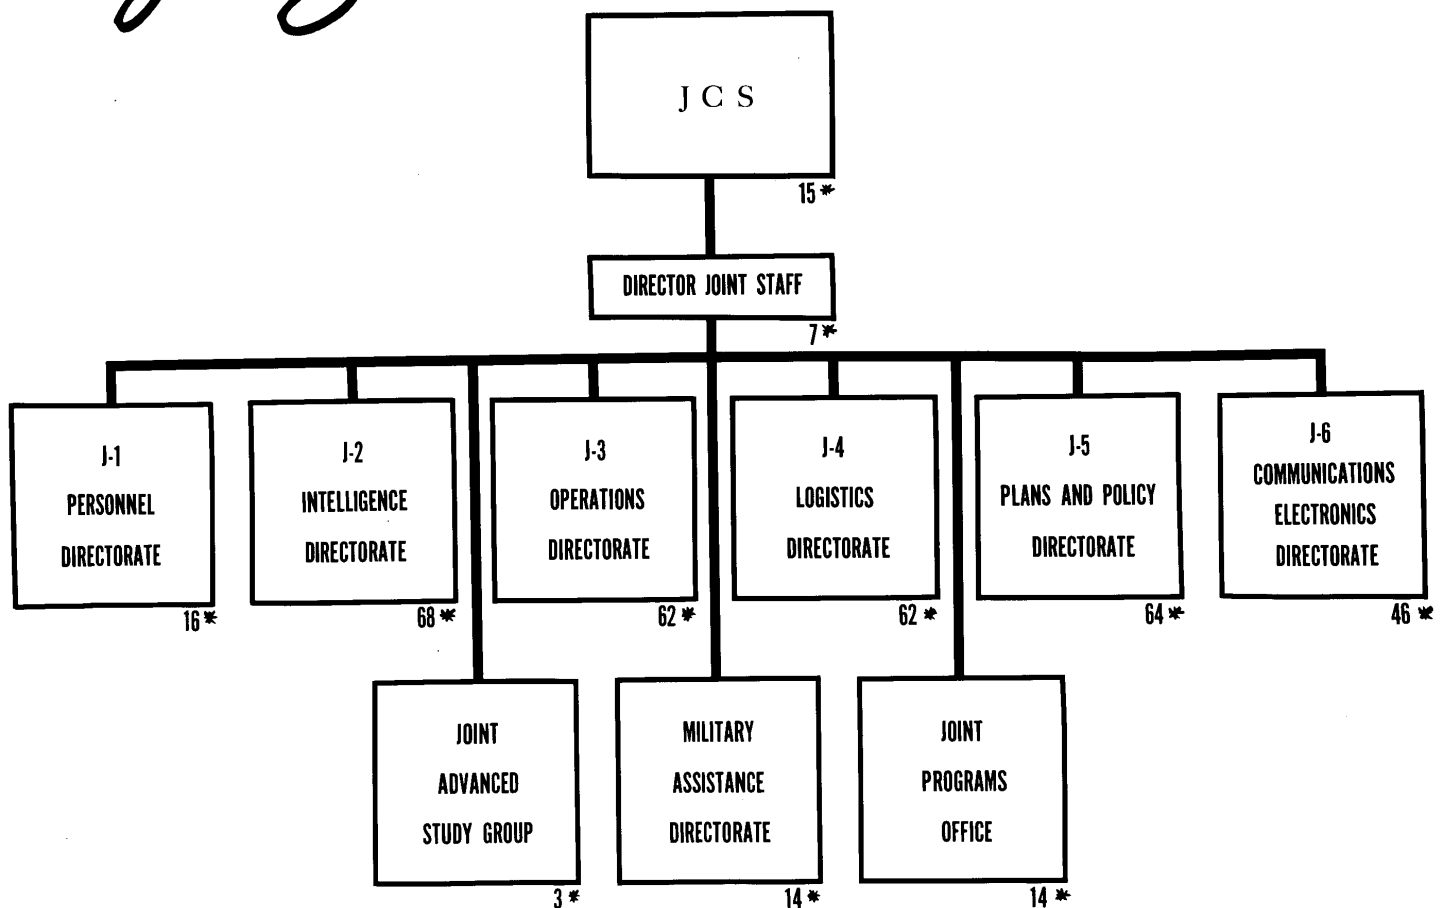 J C S
15 *
DIRECTOR JOINT STAFF
7 *
J-1
PERSONNEL
DIRECTORATE
16 *
J-2
INTELLIGENCE
DIRECTORATE
68 *
J-3
OPERATIONS
DIRECTORATE
62 *
J-4
LOGISTICS
DIRECTORATE
62 *
J-5
PLANS AND POLICY
DIRECTORATE
64 *
J-6
COMMUNICATIONS
ELECTRONICS
DIRECTORATE
46 *
JOINT
ADVANCED
STUDY GROUP
3 *
MILITARY
ASSISTANCE
DIRECTORATE
14 *
JOINT
PROGRAMS
OFFICE
14 *